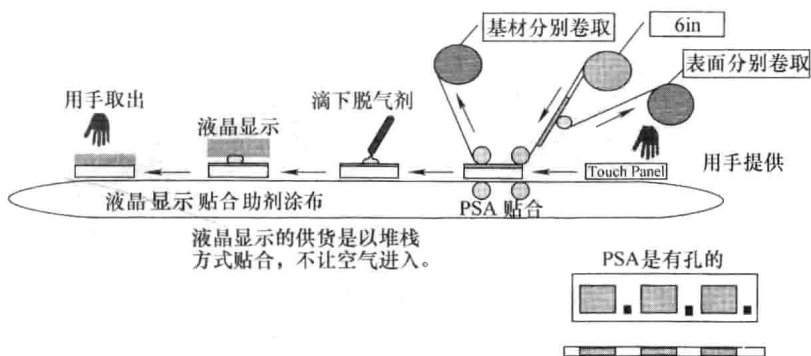 基材分别卷取
6in
表面分别卷取
用手取出
液晶显示
滴下脱气剂
Touch Panel
用手提供
液晶显示贴合助剂涂布
PSA 贴合
液晶显示的供货是以堆栈
方式贴合，不让空气进入。
PSA是有孔的